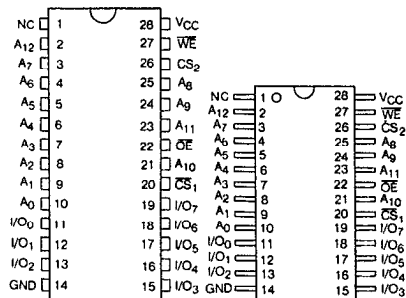 NC 1 28 VCC
A12 2 27 WE
A7 3 26 CS2
A6 4 25 A8
A5 5 24 A9
A4 6 23 A11
A3 7 22 OE
A2 8 21 A10
A1 9 20 CS1
A0 10 19 I/O7
I/O0 11 18 I/O6
I/O1 12 17 I/O5
I/O2 13 16 I/O4
GND 14 15 I/O3
NC 1 28 VCC
A12 2 27 WE
A7 3 26 CS2
A6 4 25 A8
A5 5 24 A9
A4 6 23 A11
A3 7 22 OE
A2 8 21 A10
A1 9 20 CS1
A0 10 19 I/O7
I/O0 11 18 I/O6
I/O1 12 17 I/O5
I/O2 13 16 I/O4
GND 14 15 I/O3